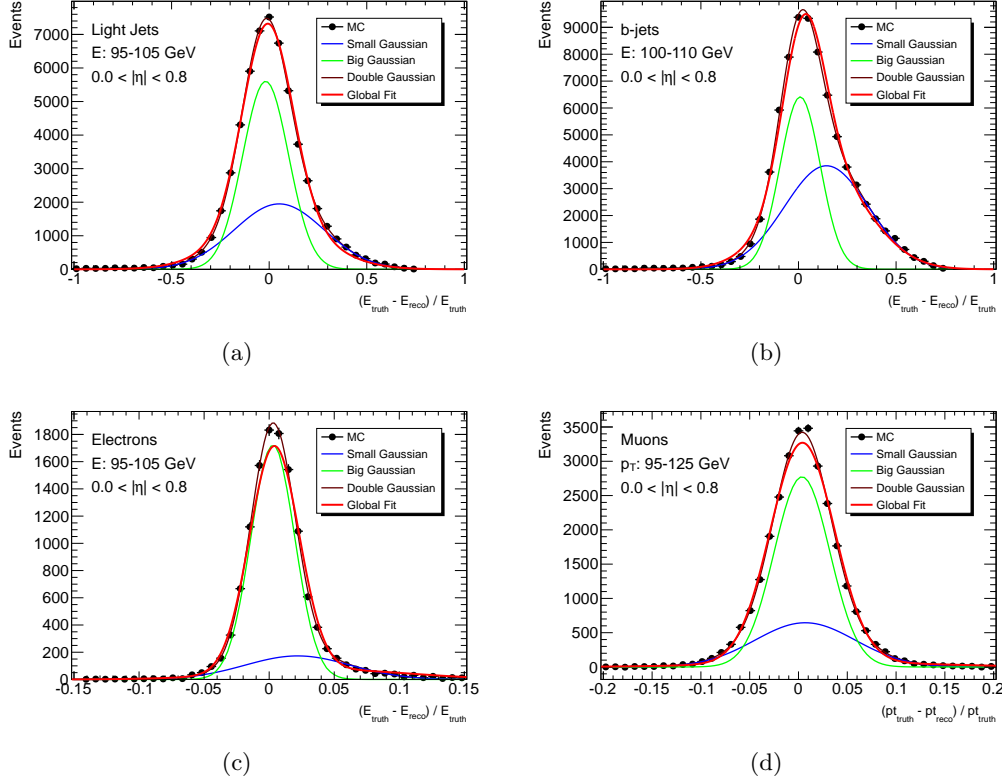 Events
Light Jets
E: 95-105 GeV
0.0 < |η| < 0.8
MC
Small Gaussian
Big Gaussian
Double Gaussian
Global Fit
7000
6000
5000
4000
3000
2000
1000
0
-1 -0.5 0 0.5 1
(E_truth - E_reco) / E_truth
(a)
Events
b-jets
E: 100-110 GeV
0.0 < |η| < 0.8
MC
Small Gaussian
Big Gaussian
Double Gaussian
Global Fit
9000
8000
7000
6000
5000
4000
3000
2000
1000
0
-1 -0.5 0 0.5 1
(E_truth - E_reco) / E_truth
(b)
Events
Electrons
E: 95-105 GeV
0.0 < |η| < 0.8
MC
Small Gaussian
Big Gaussian
Double Gaussian
Global Fit
1800
1600
1400
1200
1000
800
600
400
200
0
-0.15 -0.1 -0.05 0 0.05 0.1 0.15
(E_truth - E_reco) / E_truth
(c)
Events
Muons
p_T: 95-125 GeV
0.0 < |η| < 0.8
MC
Small Gaussian
Big Gaussian
Double Gaussian
Global Fit
3500
3000
2500
2000
1500
1000
500
0
-0.2 -0.15 -0.1 -0.05 0 0.05 0.1 0.15 0.2
(pt_truth - pt_reco) / pt_truth
(d)